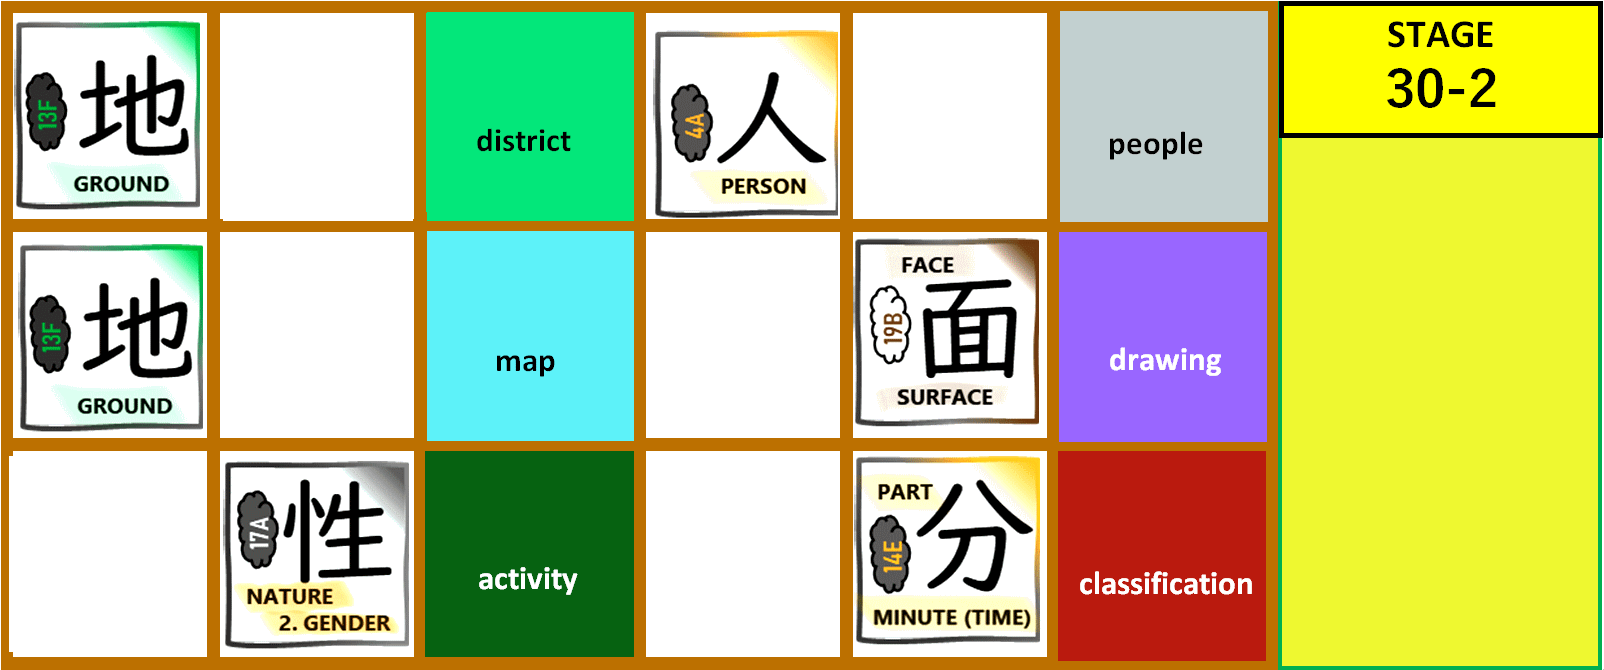 地
13F
GROUND
district
人
4A
PERSON
people
STAGE
30-2
地
13F
GROUND
map
FACE
面
19B
SURFACE
drawing
性
17A
NATURE
2. GENDER
activity
PART
分
14E
MINUTE (TIME)
classification